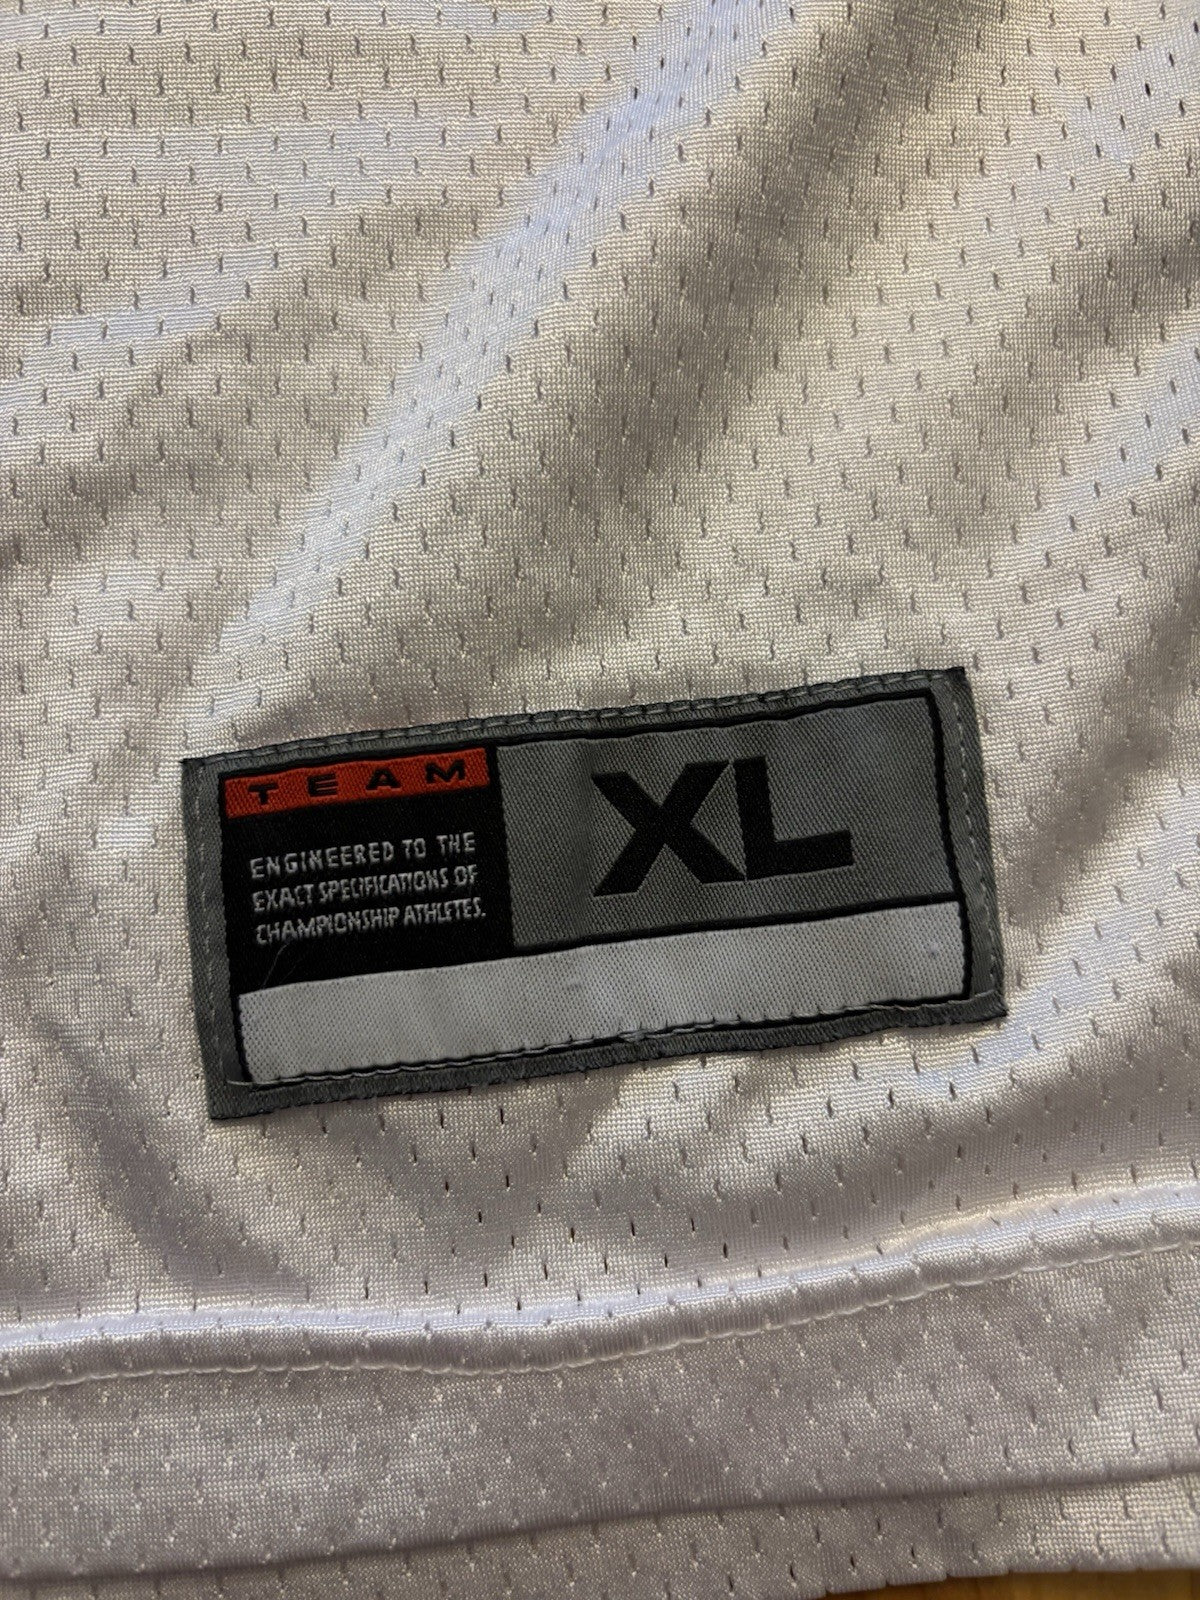 TEAM
ENGINEERED TO THE
EXACT SPECIFICATIONS OF
CHAMPIONSHIP ATHLETES.
XL